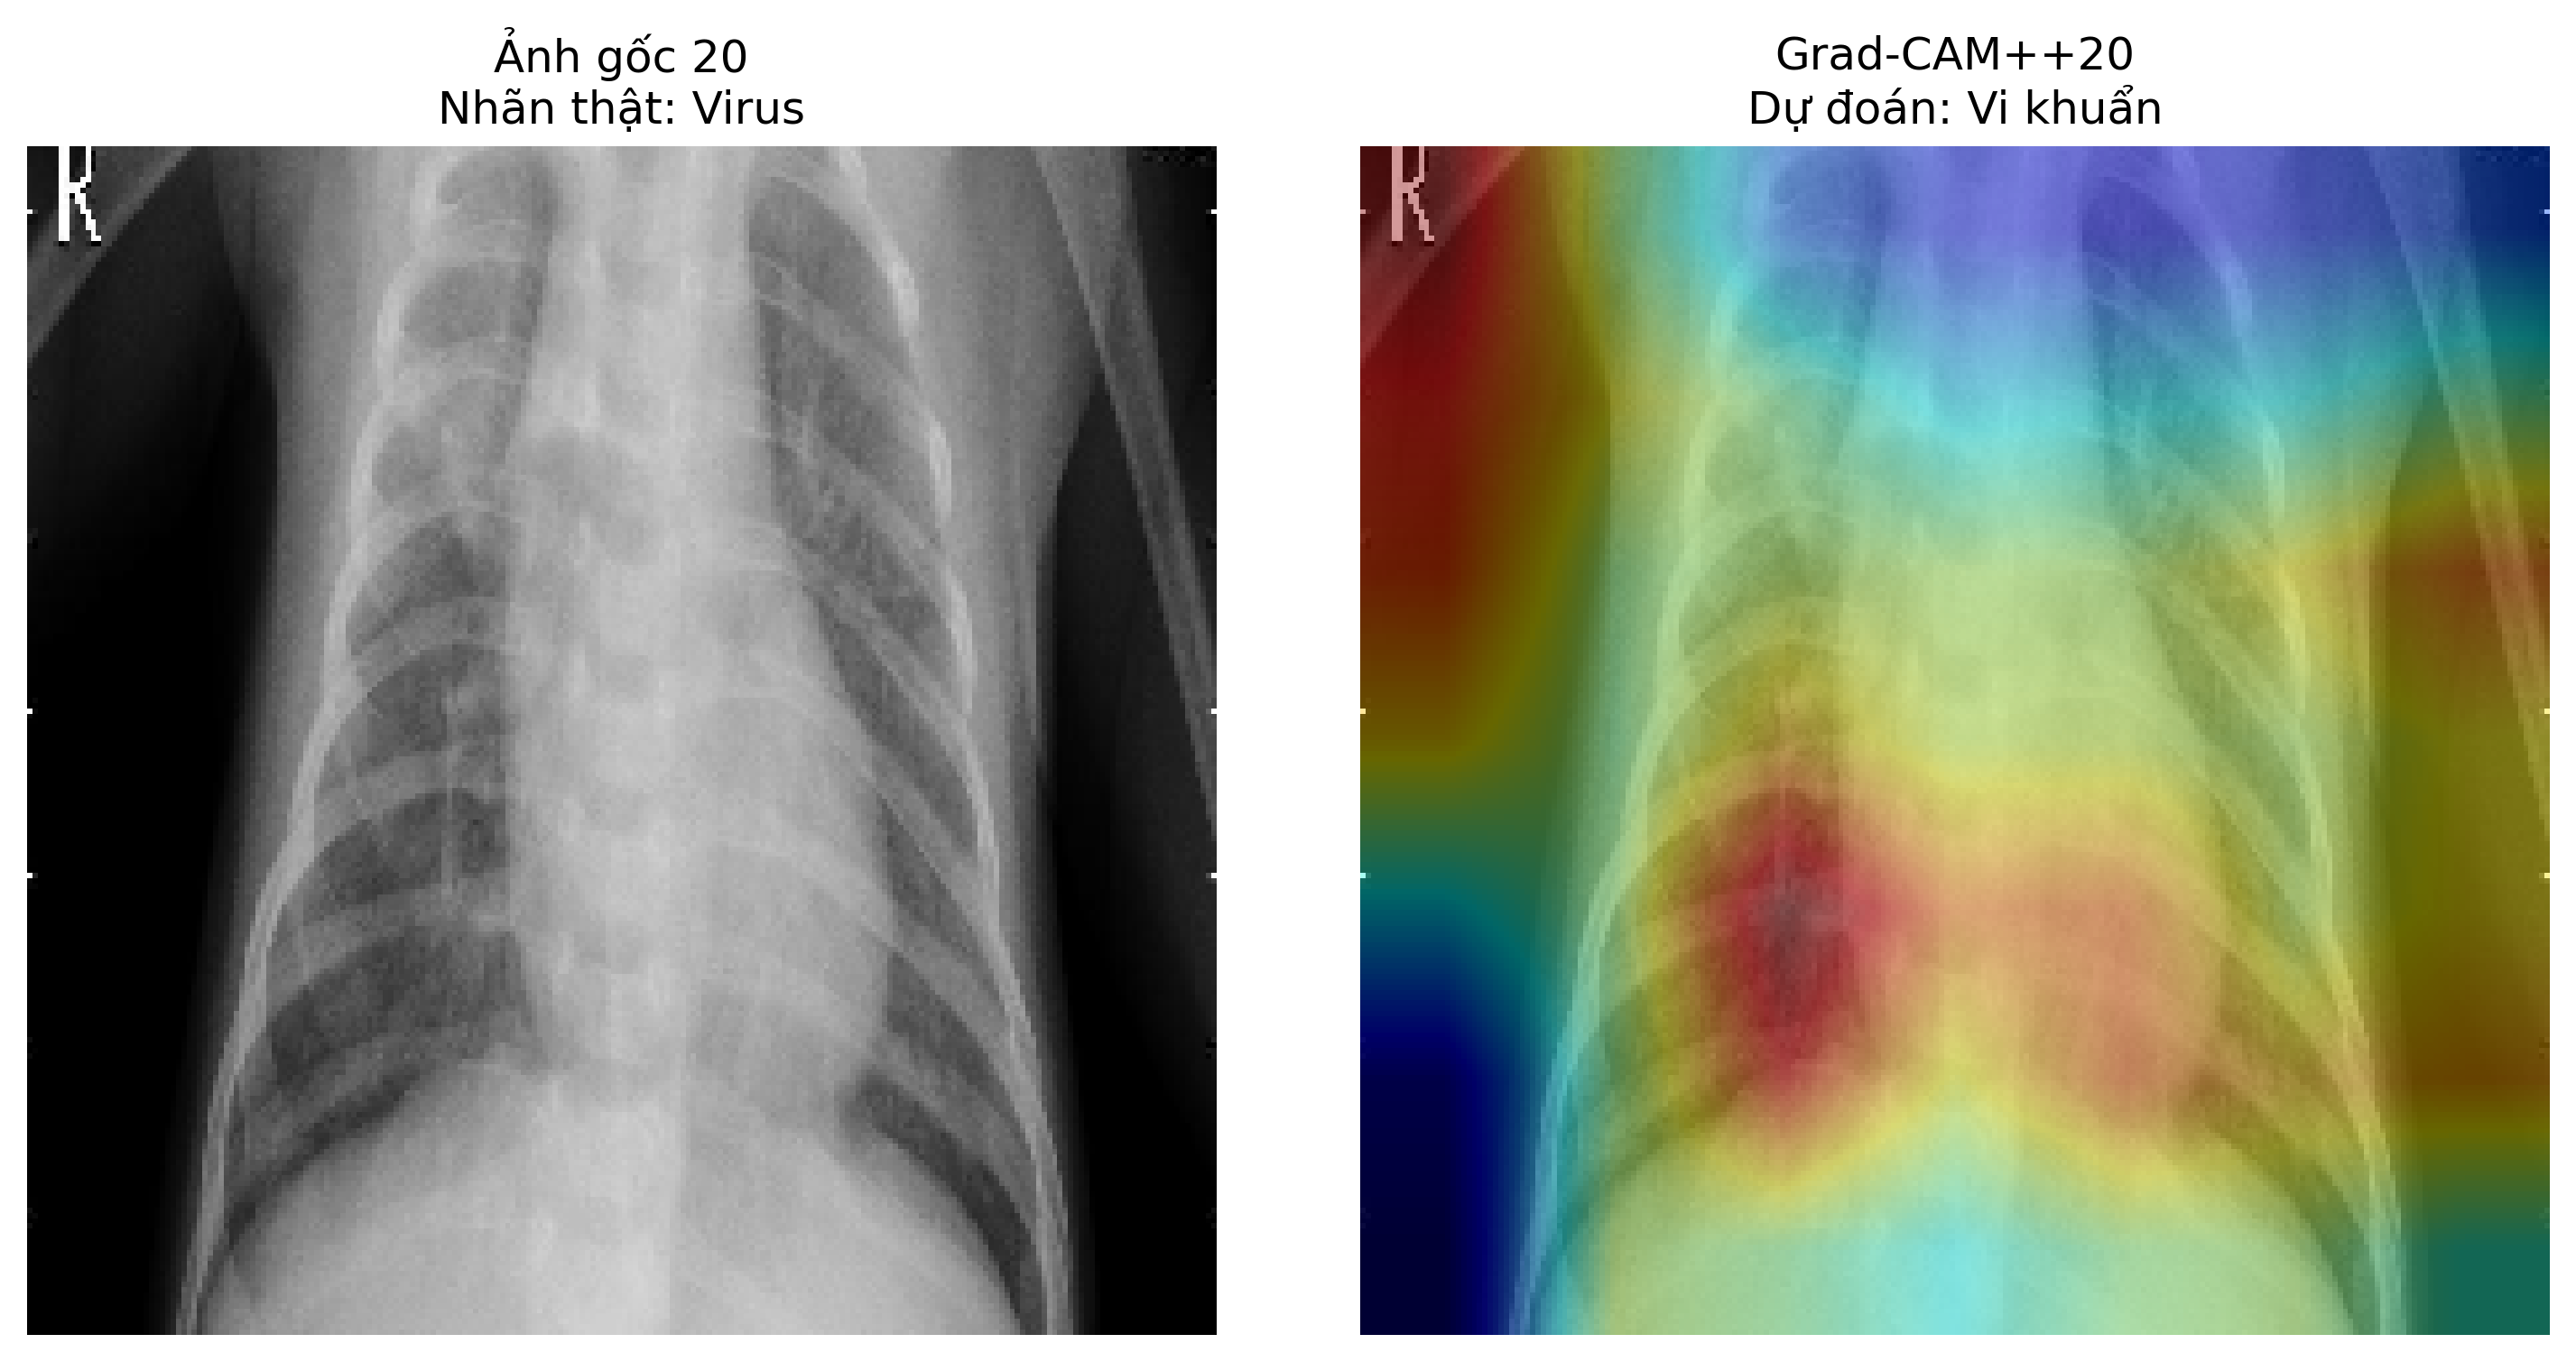 Ảnh gốc 20
Nhãn thật: Virus
Grad-CAM++20
Dự đoán: Vi khuẩn
R
R